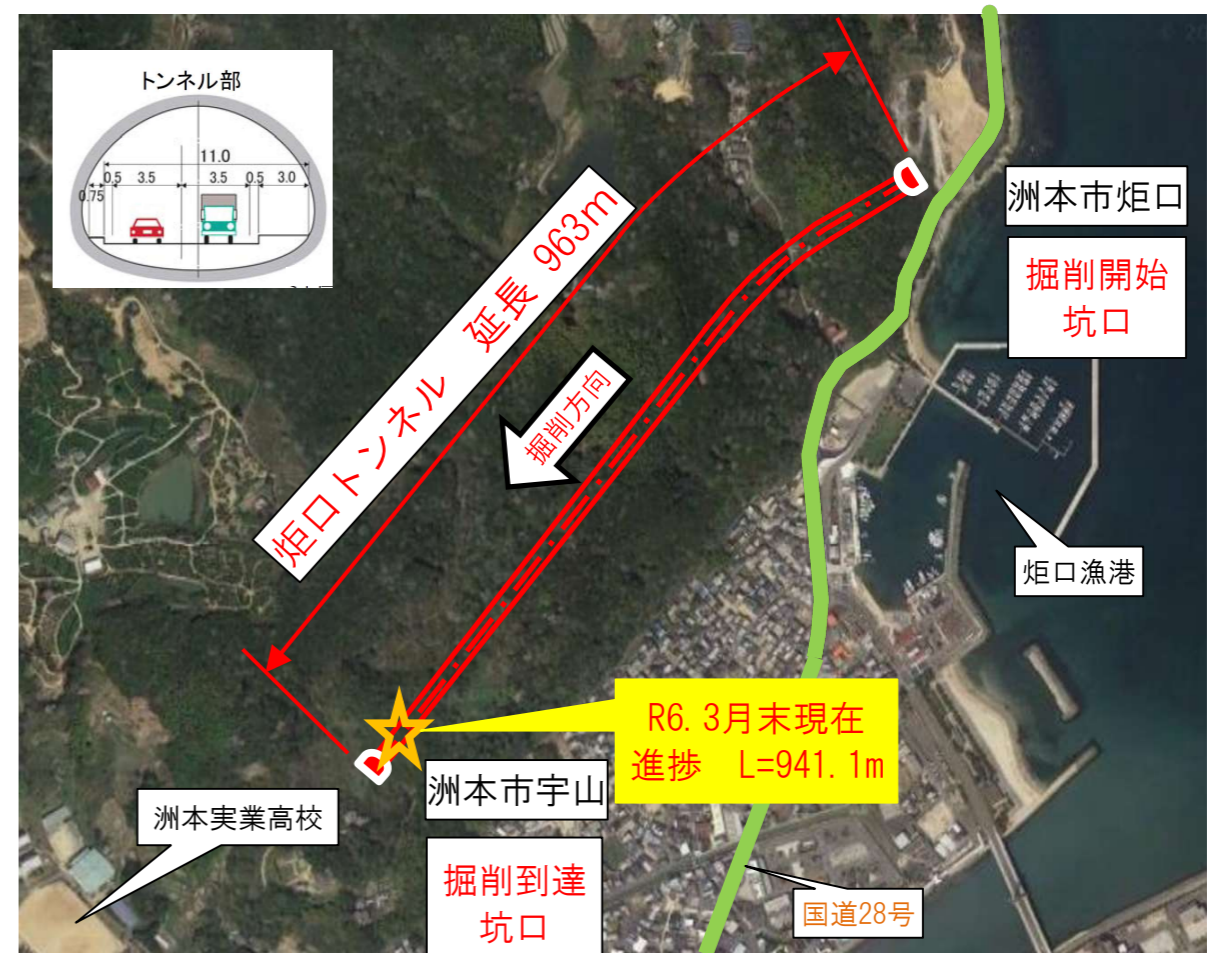 トンネル部
11.0
0.5 3.5 3.5 0.5 3.0
0.75
炬口トンネル 延長 963m
掘削方向
洲本市炬口
掘削開始
坑口
炬口漁港
R6.3月末現在
進捗 L=941.1m
洲本市宇山
掘削到達
坑口
洲本実業高校
国道28号